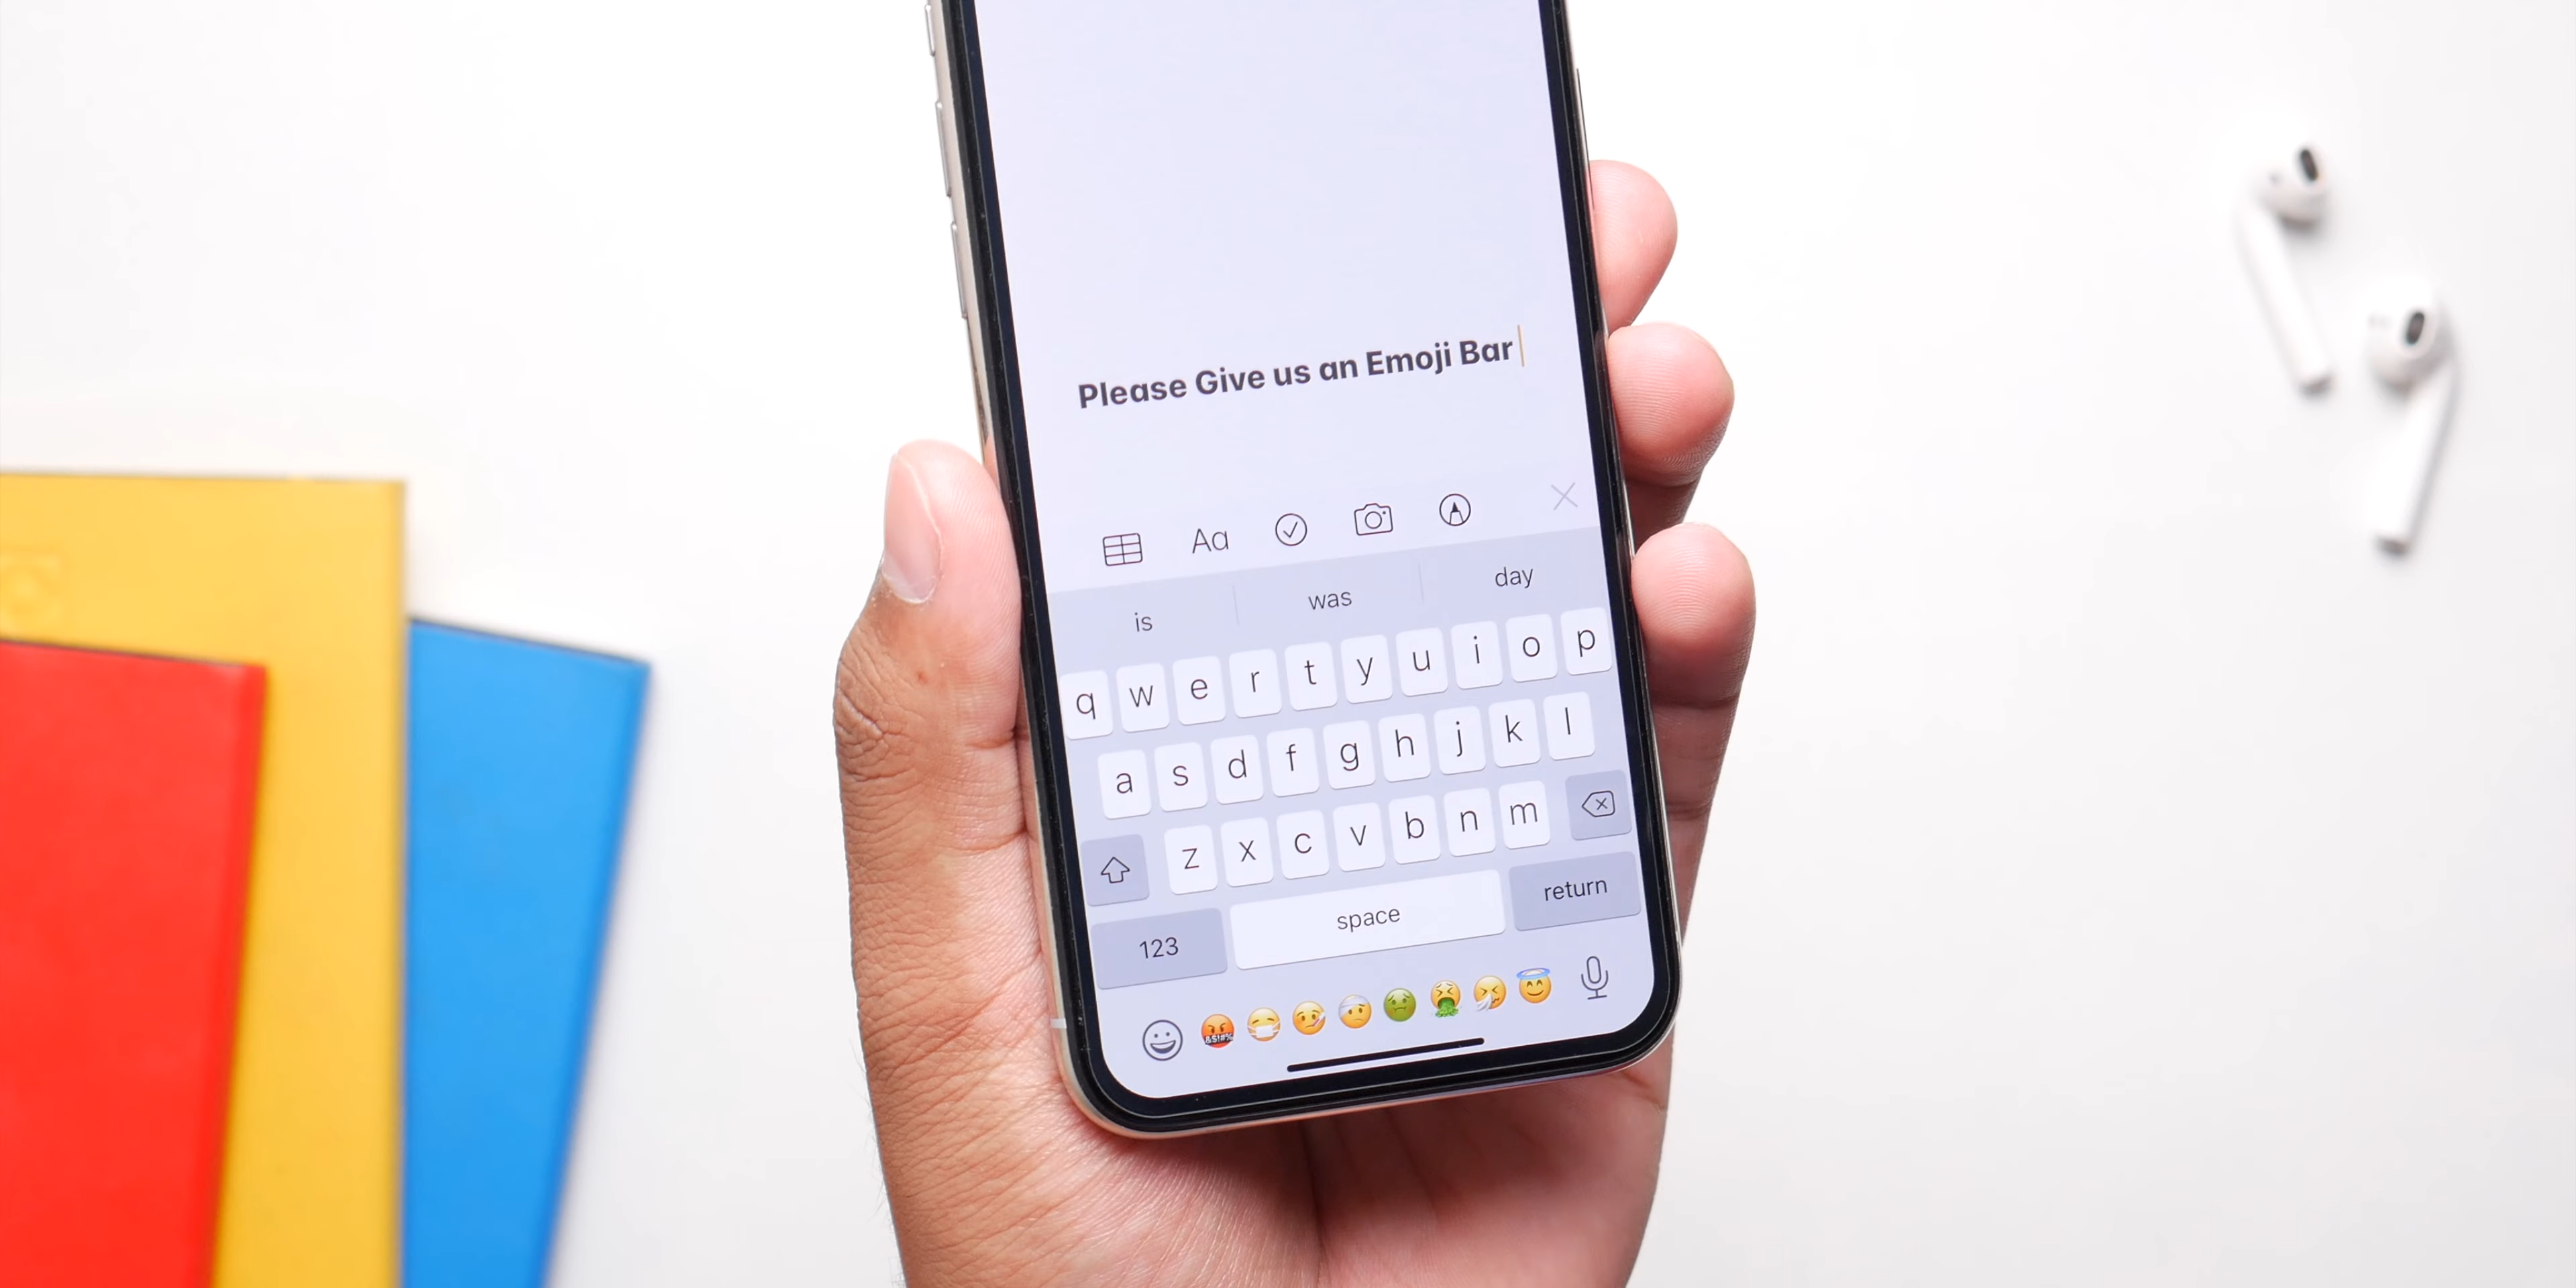 Please Give us an Emoji Bar
Aa
is was day
q w e r t y u i o p
a s d f g h j k l
z x c v b n m
123 space return